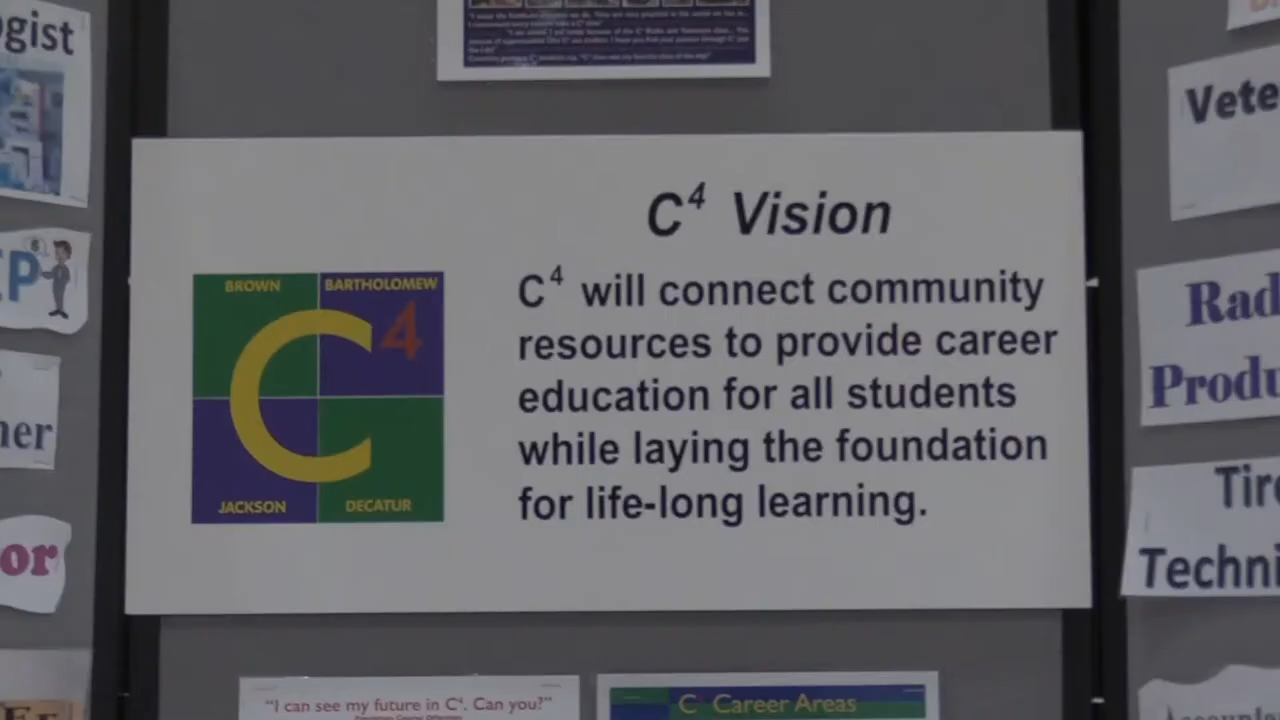 ogist
C⁴ Vision
C⁴ will connect community
resources to provide career
education for all students
while laying the foundation
for life-long learning.
BROWN
BARTHOLOMEW
C4
JACKSON
DECATUR
P
ner
or
Vete
Rad
Produ
Tire
Techni
"I can see my future in C⁴. Can you?"
C⁴ Career Areas